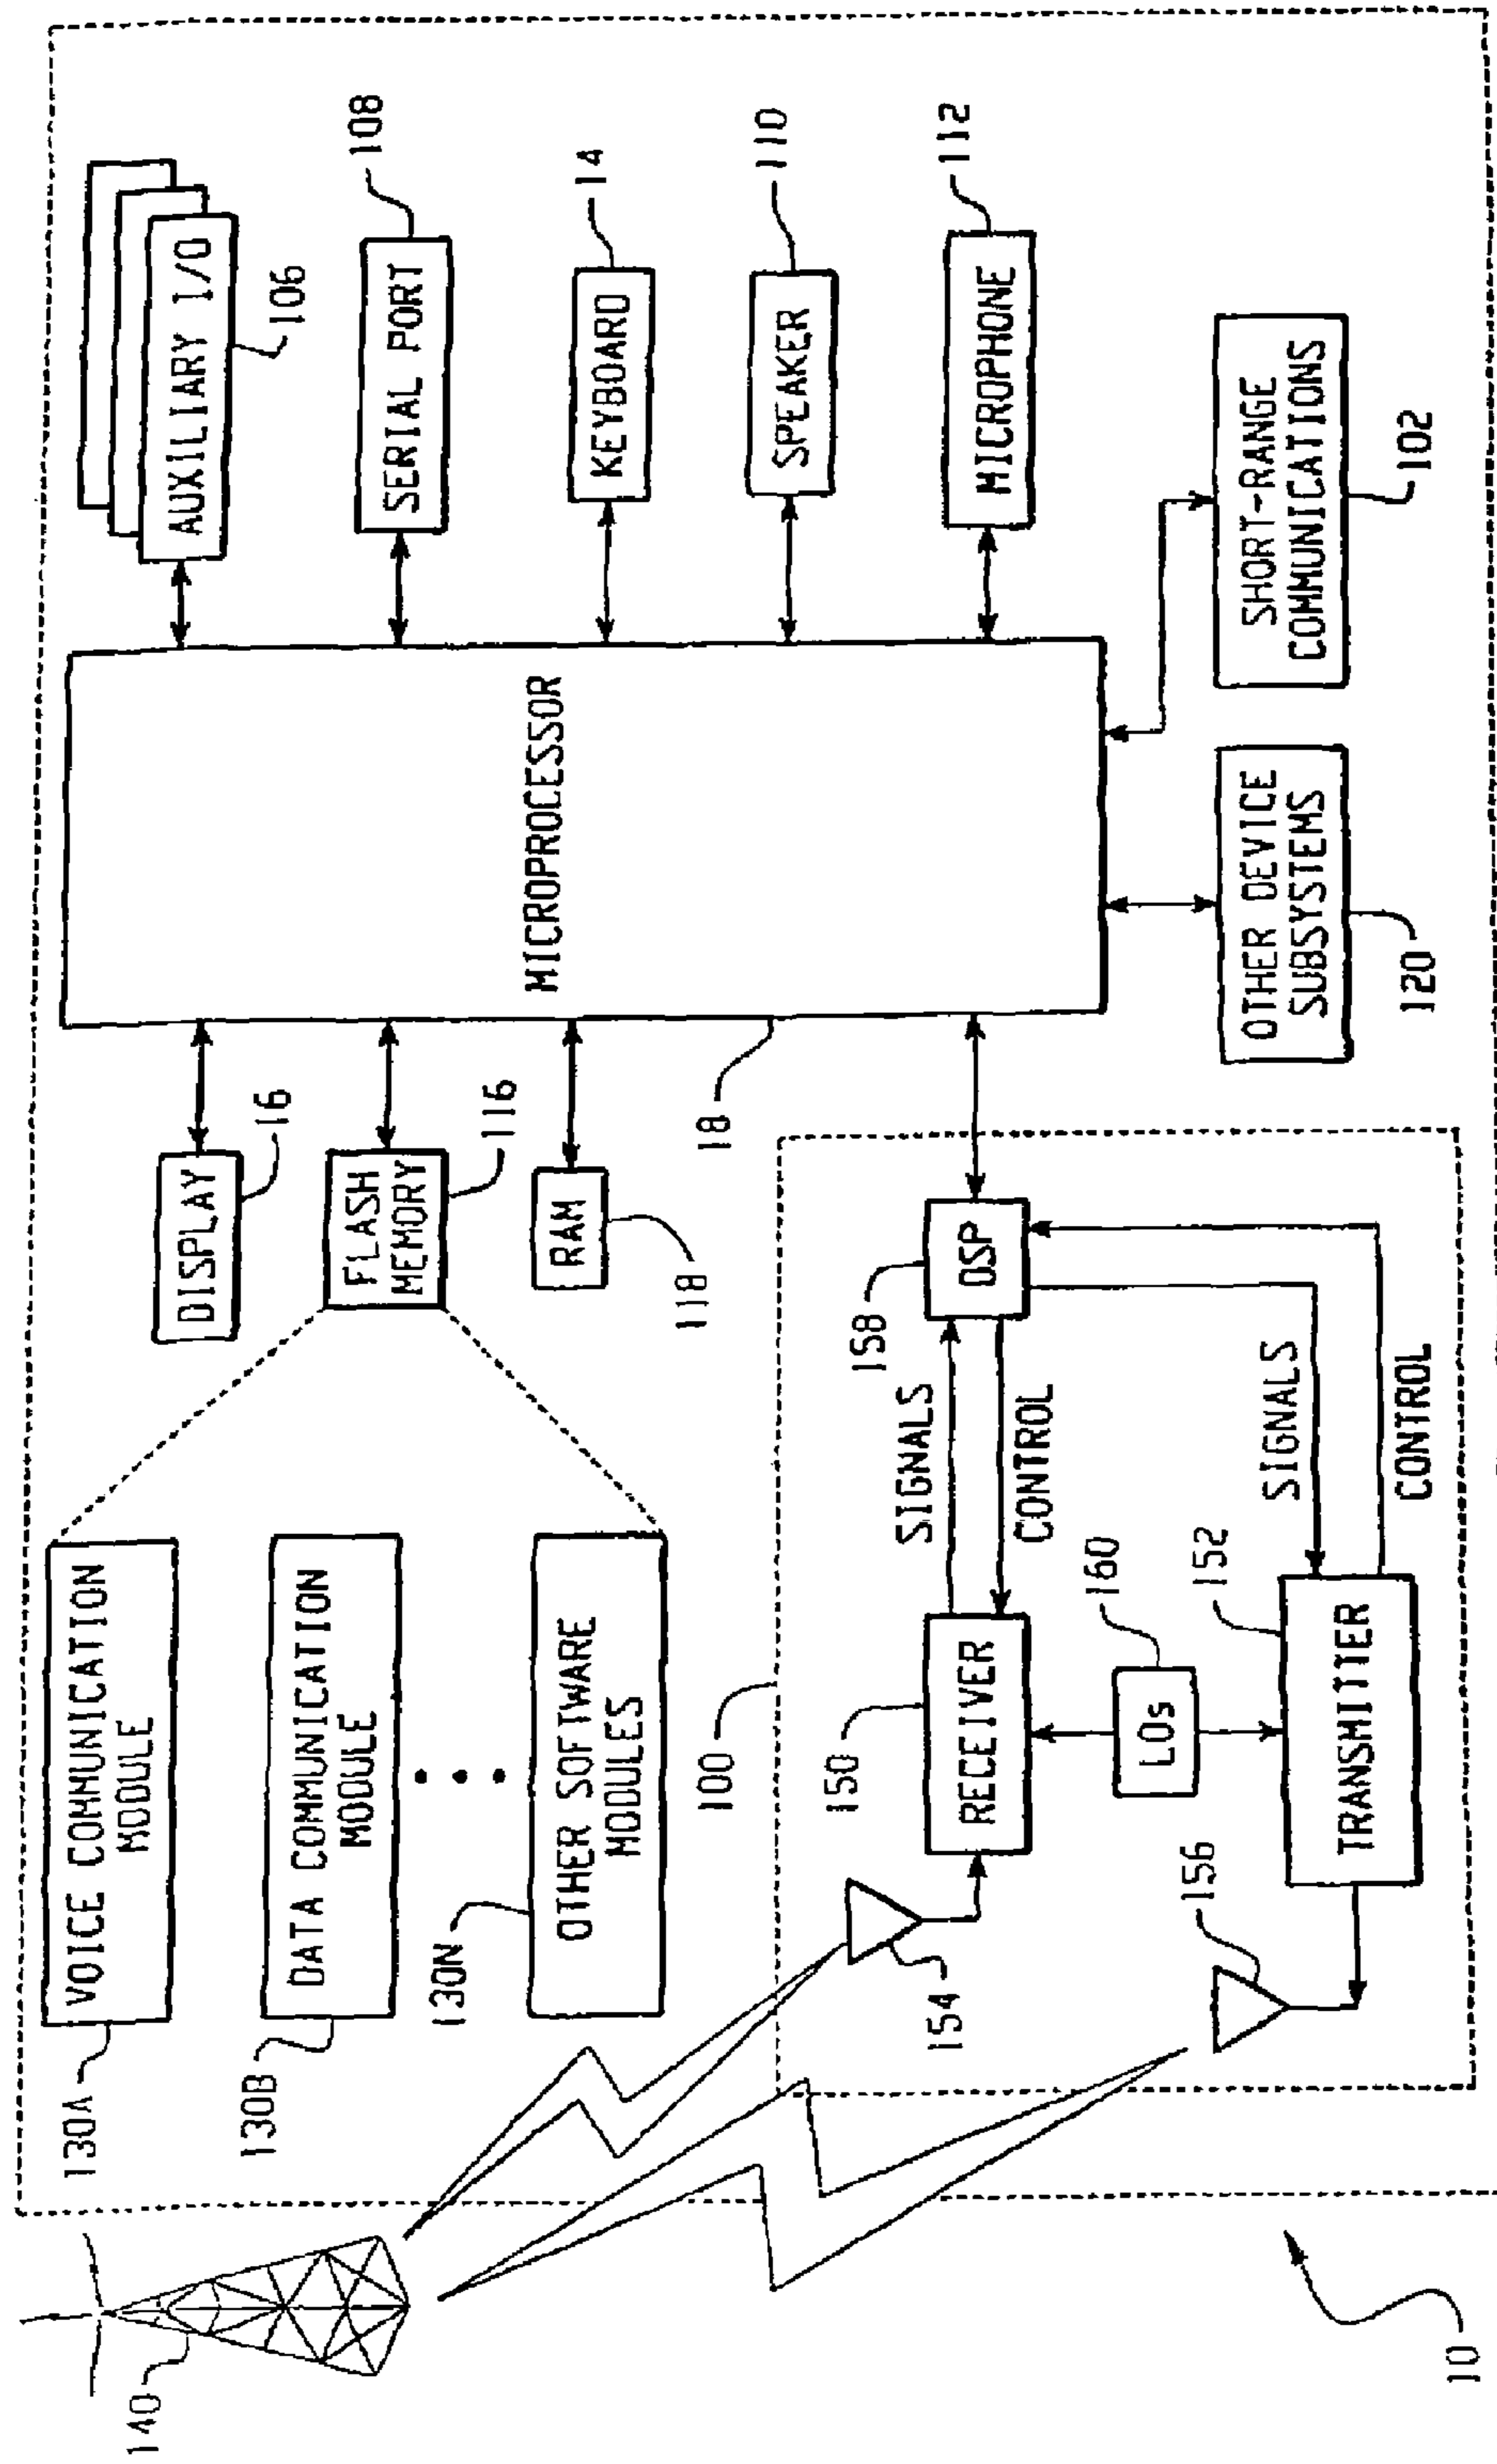 140
130A
VOICE COMMUNICATION
MODULE
130B
DATA COMMUNICATION
MODULE
130N
OTHER SOFTWARE
MODULES
DISPLAY
16
FLASH
MEMORY
116
RAM
118
18
MICROPROCESSOR
AUXILIARY I/O
106
SERIAL PORT
108
KEYBOARD
14
SPEAKER
110
MICROPHONE
112
SHORT-RANGE
COMMUNICATIONS
102
OTHER DEVICE
SUBSYSTEMS
120
100
154
150
RECEIVER
SIGNALS
CONTROL
158
DSP
160
LOs
156
152
TRANSMITTER
SIGNALS
CONTROL
10